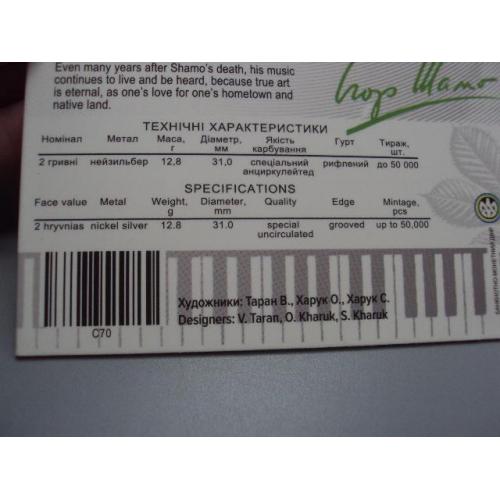 Even many years after Shamo's death, his music
continues to live and be heard, because true art
is eternal, as one's love for one's hometown and
native land.
Ігор Шамо
ТЕХНІЧНІ ХАРАКТЕРИСТИКИ
Номінал Метал Маса, г Діаметр, мм Якість карбування Гурт Тираж, шт.
2 гривні нейзильбер 12,8 31,0 спеціальний анциркулейтед рифлений до 50 000
SPECIFICATIONS
Face value Metal Weight, g Diameter, mm Quality Edge Mintage, pcs
2 hryvnias nickel silver 12.8 31.0 special uncirculated grooved up to 50,000
Художники: Таран В., Харук О., Харук С.
Designers: V. Taran, O. Kharuk, S. Kharuk
C70